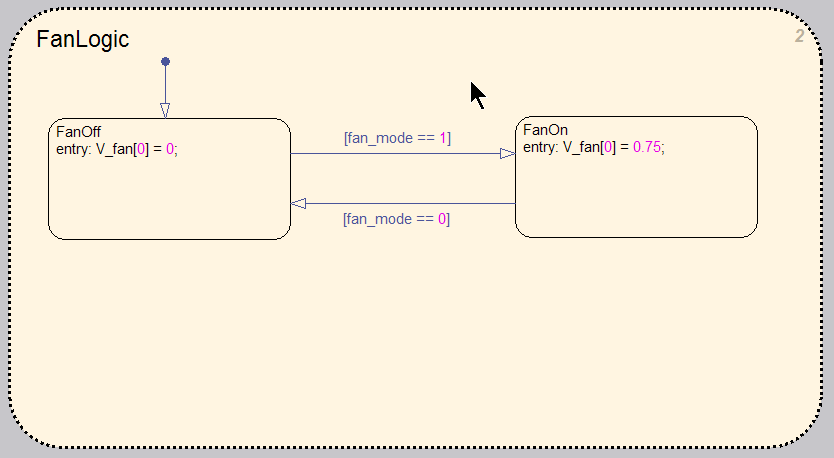 FanLogic
2
FanOff
entry: V_fan[0] = 0;
[fan_mode == 1]
FanOn
entry: V_fan[0] = 0.75;
[fan_mode == 0]